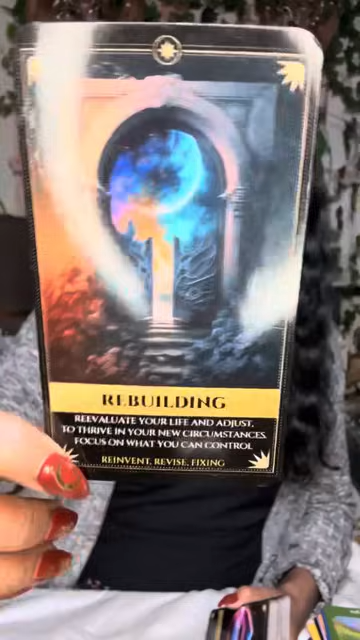 REBUILDING
REEVALUATE YOUR LIFE AND ADJUST,
TO THRIVE IN YOUR NEW CIRCUMSTANCES.
FOCUS ON WHAT YOU CAN CONTROL
REINVENT, REVISE, FIXING